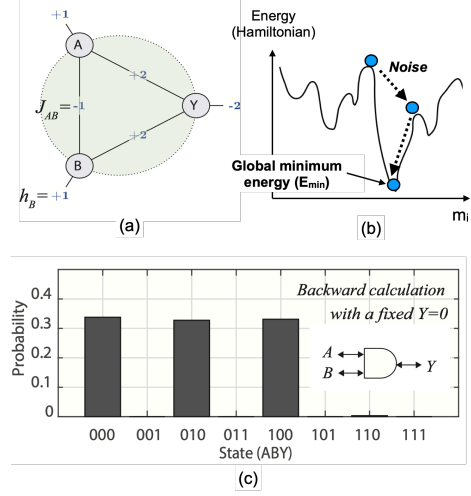 +1
A
+2
J_AB = -1
Y
-2
+2
B
h_B = +1
(a)
Energy
(Hamiltonian)
Noise
Global minimum
energy (E_min)
m_i
(b)
Probability
0.4
0.3
0.2
0.1
0
Backward calculation
with a fixed Y=0
A
B
Y
000 001 010 011 100 101 110 111
State (ABY)
(c)